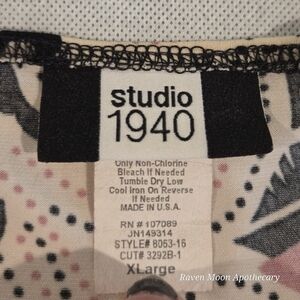 studio
1940
Only Non-Chlorine
Bleach If Needed
Tumble Dry Low
Cool Iron On Reverse
If Needed
MADE IN U.S.A.
RN # 107089
JN149314
STYLE# 8063-16
CUT# 3292B-1
XLarge
Raven Moon Apothecary